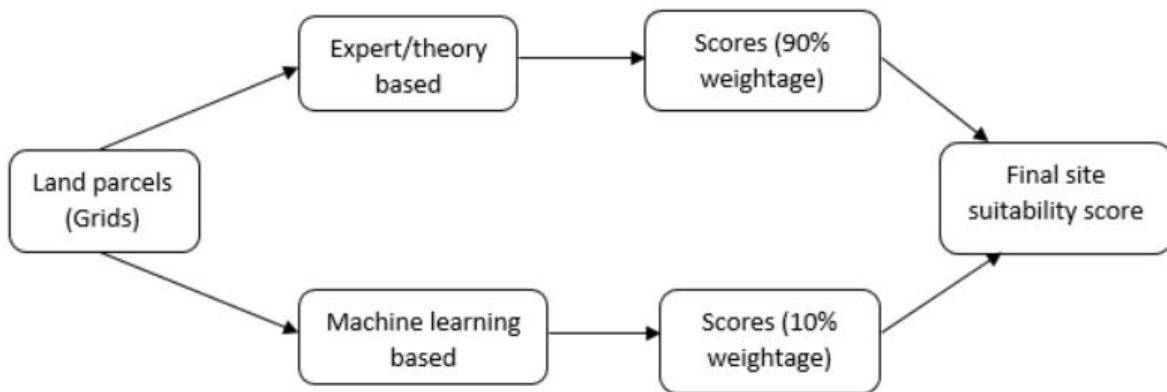 Land parcels
(Grids)
Expert/theory
based
Scores (90%
weightage)
Machine learning
based
Scores (10%
weightage)
Final site
suitability score